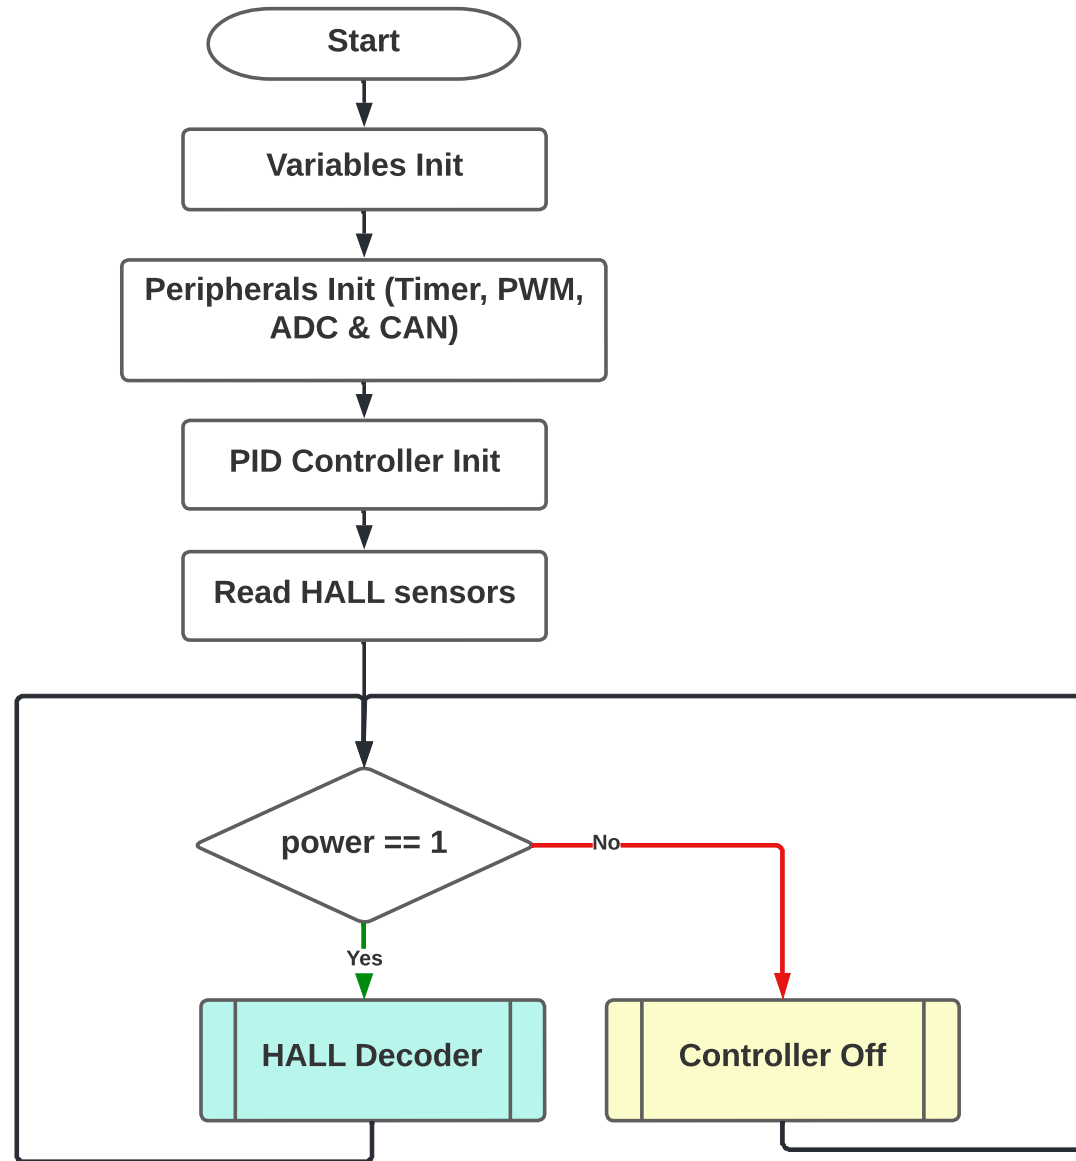 Start
Variables Init
Peripherals Init (Timer, PWM,
ADC & CAN)
PID Controller Init
Read HALL sensors
power == 1
No
Yes
HALL Decoder
Controller Off